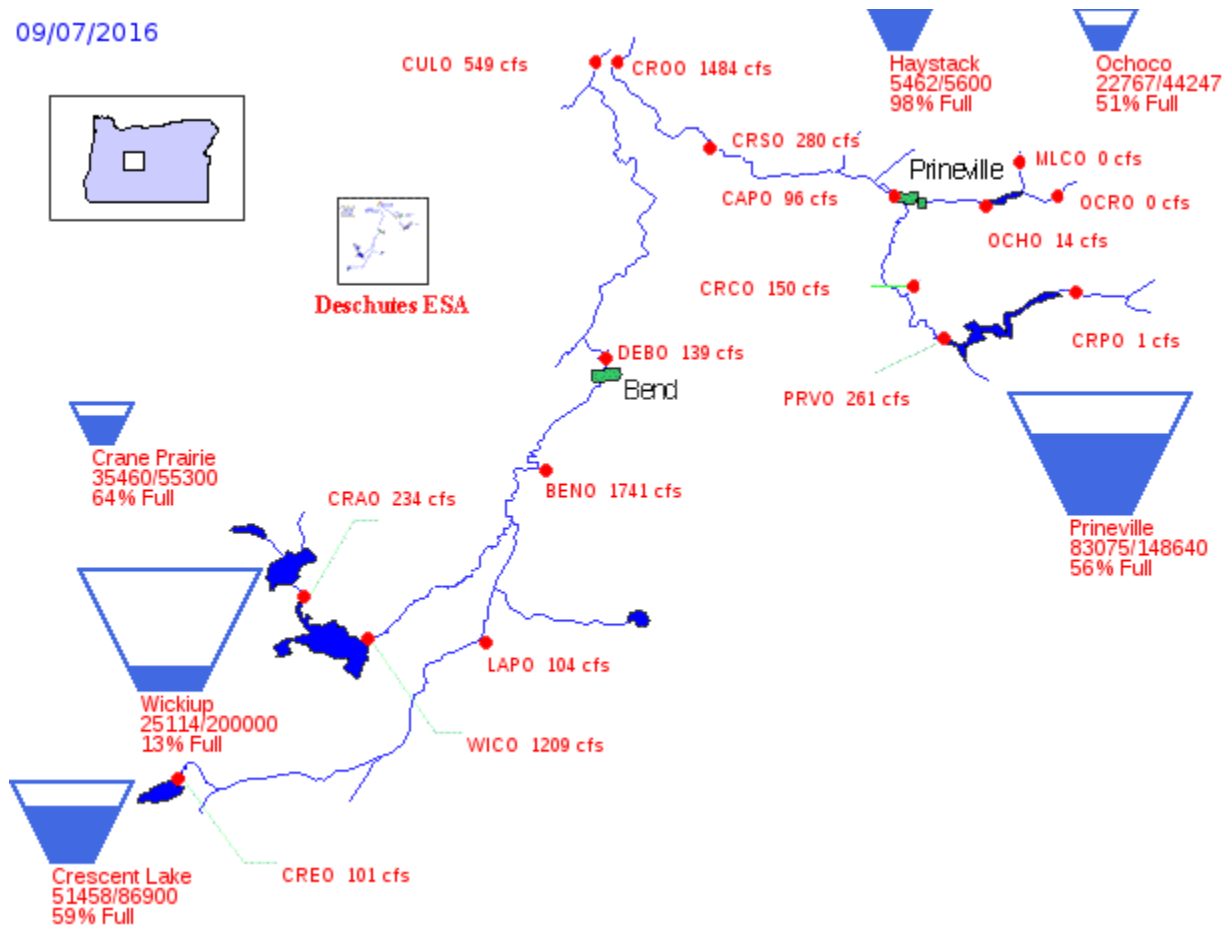 09/07/2016
CULO 549 cfs
CROO 1484 cfs
Haystack
5462/5600
98% Full
Ochoco
22767/44247
51% Full
CRSO 280 cfs
Prineville
MLCO 0 cfs
CAPO 96 cfs
OCRO 0 cfs
OCHO 14 cfs
Deschutes ESA
CRCO 150 cfs
CRPO 1 cfs
DEBO 139 cfs
Bend
PRVO 261 cfs
Crane Prairie
35460/55300
64% Full
CRAO 234 cfs
BENO 1741 cfs
Prineville
83075/148640
56% Full
LAPO 104 cfs
Wickiup
25114/200000
13% Full
WICO 1209 cfs
Crescent Lake
51458/86900
59% Full
CREO 101 cfs